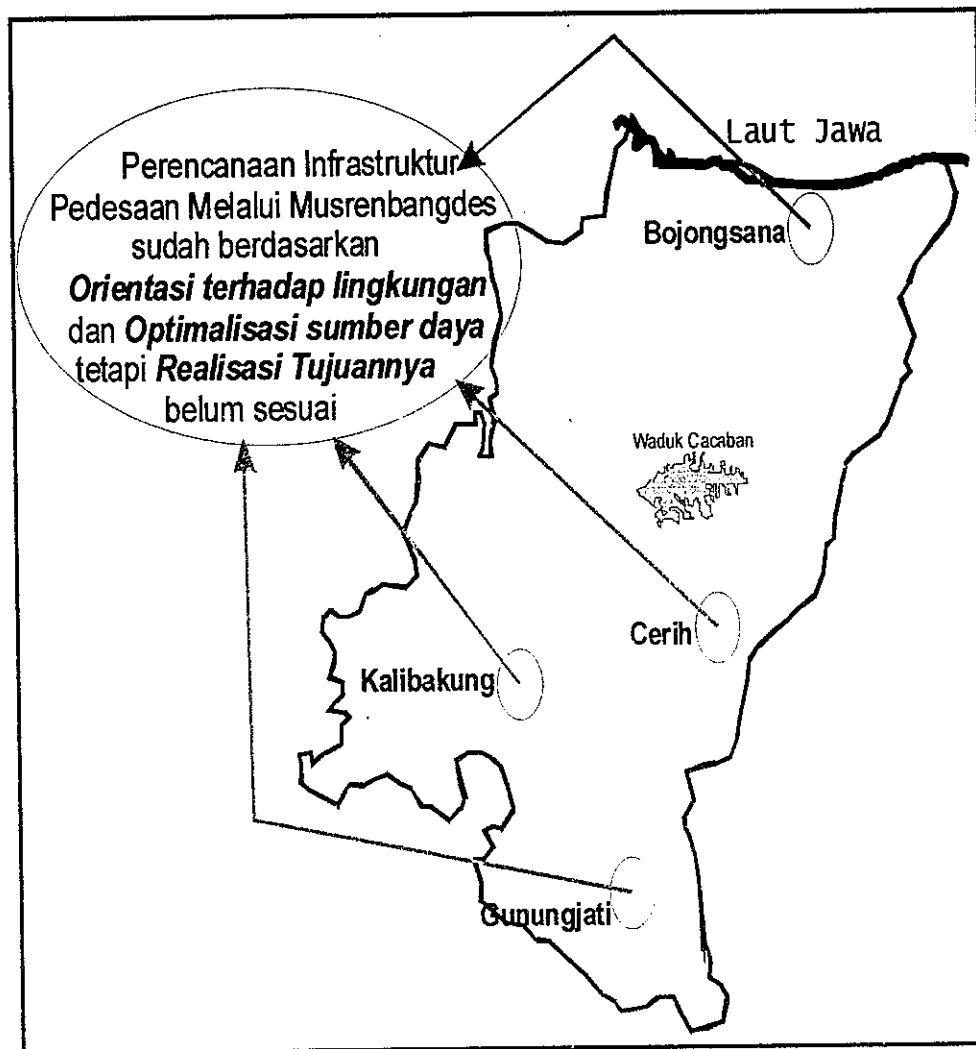 Laut Jawa
Perencanaan Infrastruktur
Pedesaan Melalui Musrenbangdes
sudah berdasarkan
Orientasi terhadap lingkungan
dan Optimalisasi sumber daya
tetapi Realisasi Tujuannya
belum sesuai
Bojongsana
Waduk Cacaban
Cerih
Kalibakung
Gunungjati